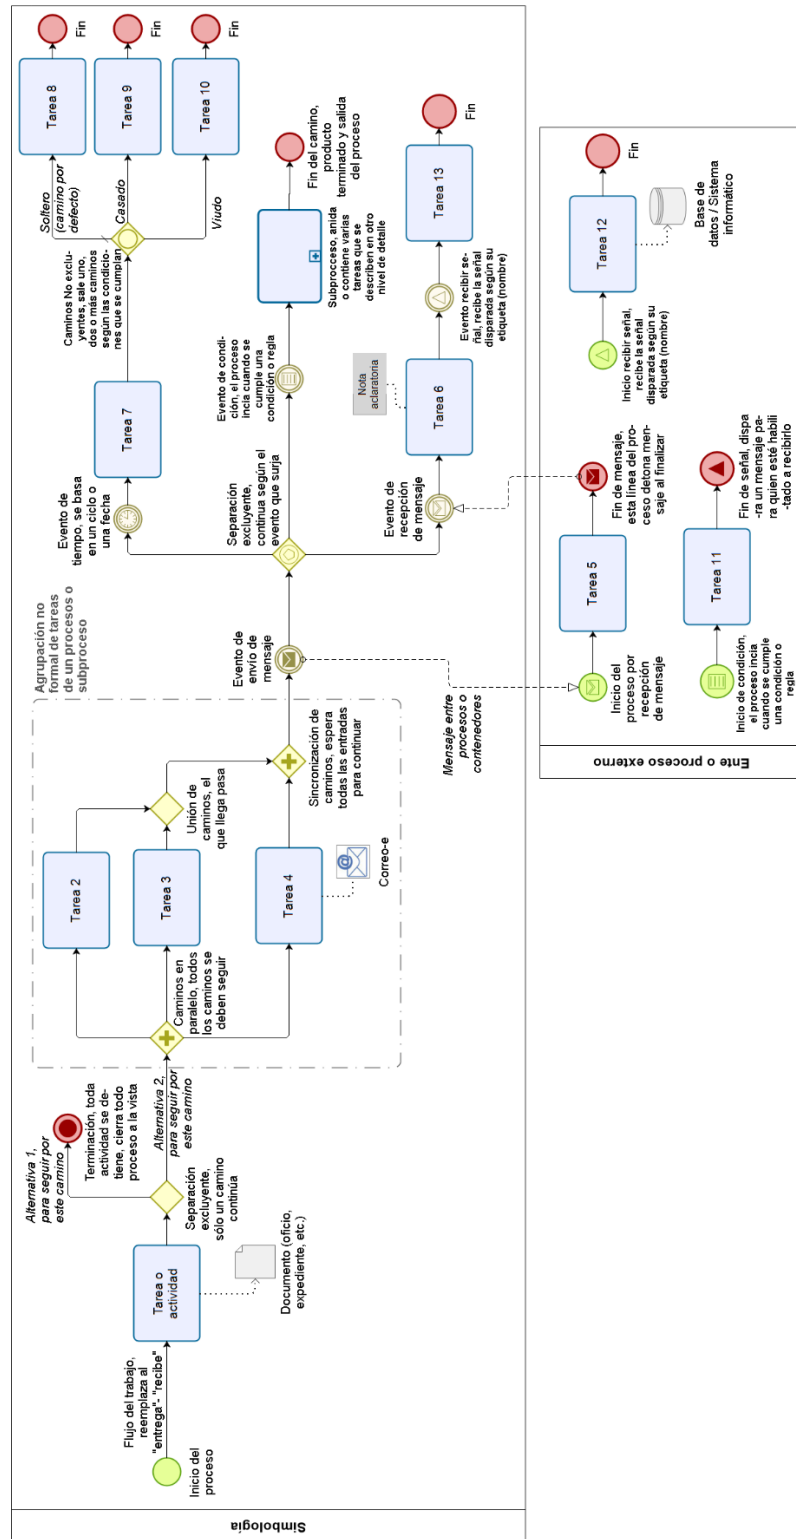 Simbología
Inicio del
proceso
Flujo del trabajo,
reemplaza al
"entrega"- "recibe"
Tarea o
actividad
Documento (oficio,
expediente, etc.)
Separación
excluyente,
sólo un camino
continúa
Alternativa 1,
para seguir por
este camino
Terminación, toda
actividad se de-
tiene, cierra todo
proceso a la vista
Alternativa 2,
para seguir por
este camino
Agrupación no
formal de tareas
de un procesos o
subproceso
Caminos en
paralelo, todos
los caminos se
deben seguir
Tarea 2
Tarea 3
Tarea 4
Correo-e
Unión de
caminos, el
que llega pasa
Sincronización de
caminos, espera
todas las entradas
para continuar
Evento de
envío de
mensaje
Mensaje entre
procesos o
contenedores
Separación
excluyente,
continua según el
evento que surja
Evento de
tiempo, se basa
en un ciclo o
una fecha
Tarea 7
Caminos No exclu-
yentes, sale uno,
dos o más caminos
según las condicio-
nes que se cumplan
Soltero
(camino por
defecto)
Casado
Viudo
Tarea 8
Fin
Tarea 9
Fin
Tarea 10
Fin
Evento de condi-
ción, el proceso
incia cuando se
cumple una
condición o regla
Subprocceso, anida
o contiene varias
tareas que se
describen en otro
nivel de detalle
Fin del camino,
producto
terminado y salida
del proceso
Evento de
recepción
de mensaje
Nota
aclaratoria
Tarea 6
Evento recibir se-
ñal, recibe la señal
disparada según su
etiqueta (nombre)
Tarea 13
Fin
Ente o proceso externo
Inicio del
proceso por
recepción
de mensaje
Tarea 5
Fin de mensaje,
esta línea del pro-
ceso detona men-
saje al finalizar
Inicio de condición,
el proceso incia
cuando se cumple
una condición o
regla
Tarea 11
Fin de señal, dispa
-ra un mensaje pa-
ra quien esté habili
-tado a recibirlo
Inicio recibir señal,
recibe la señal
disparada según su
etiqueta (nombre)
Tarea 12
Fin
Base de
datos / Sistema
informático